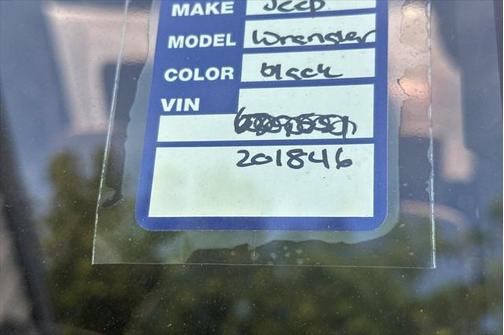 MAKE Jeep
MODEL Wrangler
COLOR black
VIN
201846